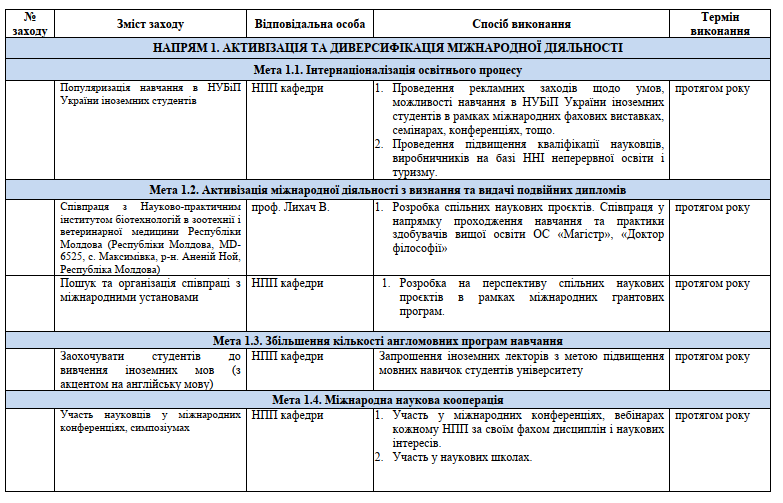 № заходу
Зміст заходу
Відповідальна особа
Спосіб виконання
Термін виконання
НАПРЯМ 1. АКТИВІЗАЦІЯ ТА ДИВЕРСИФІКАЦІЯ МІЖНАРОДНОЇ ДІЯЛЬНОСТІ
Мета 1.1. Інтернаціоналізація освітнього процесу
Популяризація навчання в НУБіП
України іноземних студентів
НПП кафедри
1. Проведення рекламних заходів щодо умов,
можливості навчання в НУБіП України іноземних
студентів в рамках міжнародних фахових виставках,
семінарах, конференціях, тощо.
2. Проведення підвищення кваліфікації науковців,
виробничників на базі ННІ неперервної освіти і
туризму.
протягом року
Мета 1.2. Активізація міжнародної діяльності з визнання та видачі подвійних дипломів
Співпраця з Науково-практичним
інститутом біотехнологій в зоотехнії і
ветеринарної медицини Республіки
Молдова (Республіки Молдова, MD-
6525, с. Максимівка, р-н. Аненій Ной,
Республіка Молдова)
проф. Лихач В.
1. Розробка спільних наукових проєктів. Співпраця у
напрямку проходження навчання та практики
здобувачів вищої освіти ОС «Магістр», «Доктор
філософії»
протягом року
Пошук та організація співпраці з
міжнародними установами
НПП кафедри
1. Розробка на перспективу спільних наукових
проєктів в рамках міжнародних грантових
програм.
протягом року
Мета 1.3. Збільшення кількості англомовних програм навчання
Заохочувати студентів до
вивчення іноземних мов (з
акцентом на англійську мову)
НПП кафедри
Запрошення іноземних лекторів з метою підвищення
мовних навичок студентів університету
протягом року
Мета 1.4. Міжнародна наукова кооперація
Участь науковців у міжнародних
конференціях, симпозіумах
НПП кафедри
1. Участь у міжнародних конференціях, вебінарах
кожному НПП за своїм фахом дисциплін і наукових
інтересів.
2. Участь у наукових школах.
протягом року